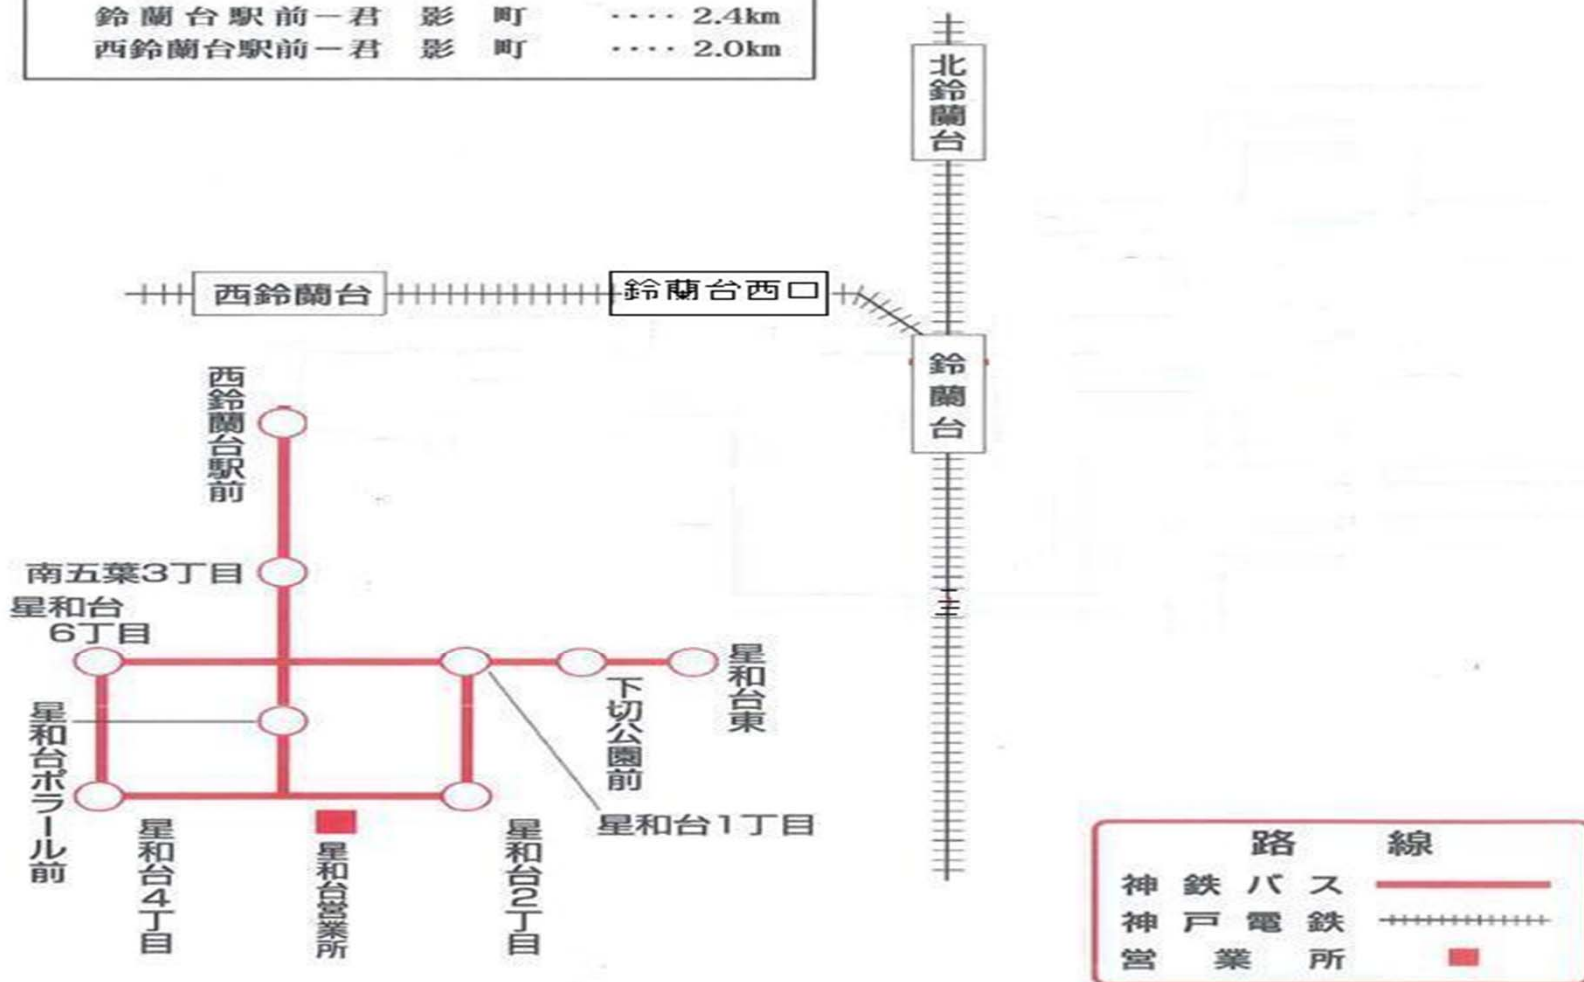 鈴蘭台駅前－君影町 ････ 2.4km
西鈴蘭台駅前－君影町 ････ 2.0km
北鈴蘭台
西鈴蘭台
鈴蘭台西口
鈴蘭台
西鈴蘭台駅前
南五葉3丁目
星和台
6丁目
星和台東
下切公園前
星和台ポラール前
星和台1丁目
星和台4丁目
星和台営業所
星和台2丁目
路線
神鉄バス
神戸電鉄
営業所